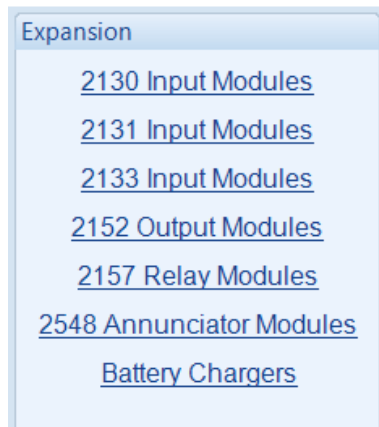 Expansion
2130 Input Modules
2131 Input Modules
2133 Input Modules
2152 Output Modules
2157 Relay Modules
2548 Annunciator Modules
Battery Chargers